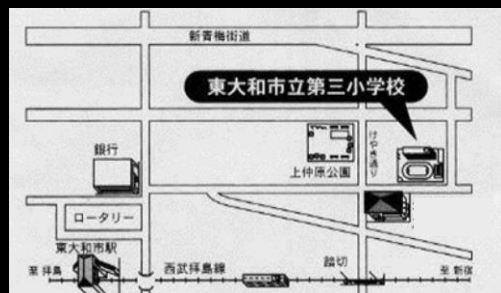 新青梅街道
東大和市立第三小学校
銀行
上仲原公園
けやき通り
ロータリー
東大和市駅
至 拝島
西武拝島線
踏切
至 新宿